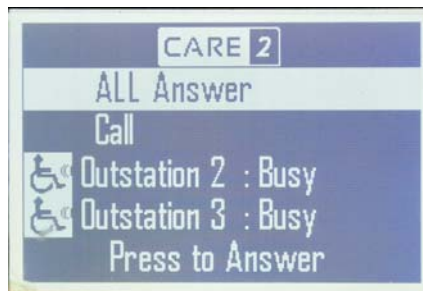 CARE 2
ALL Answer
Call
Outstation 2 : Busy
Outstation 3 : Busy
Press to Answer